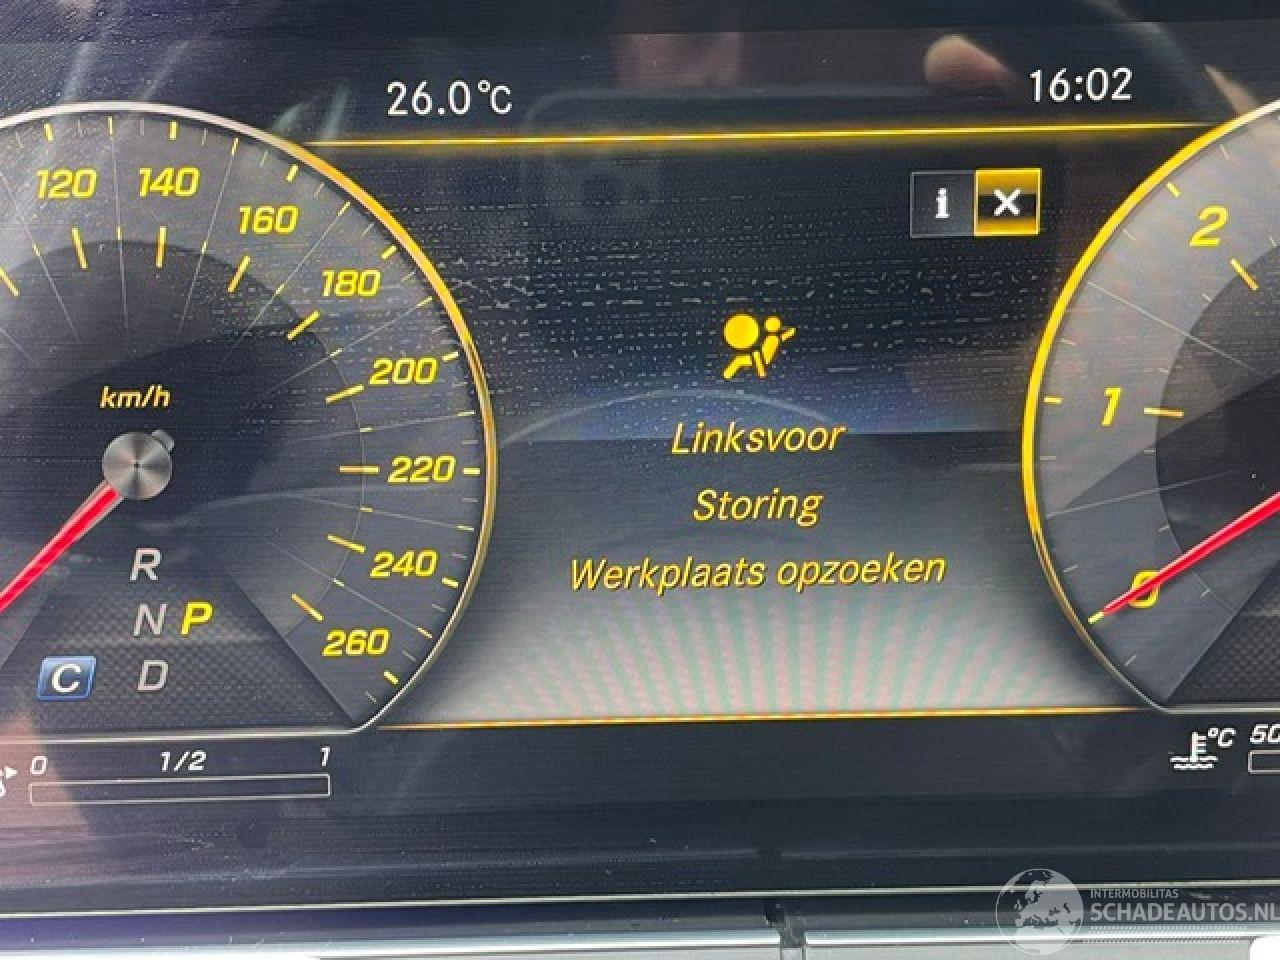 26.0°C
16:02
i
120
140
160
180
200
220
240
260
km/h
R
N P
D
C
2
1
0
Linksvoor
Storing
Werkplaats opzoeken
0 1/2 1
°C 50
INTERMOBILITAS
SCHADEAUTOS.NL